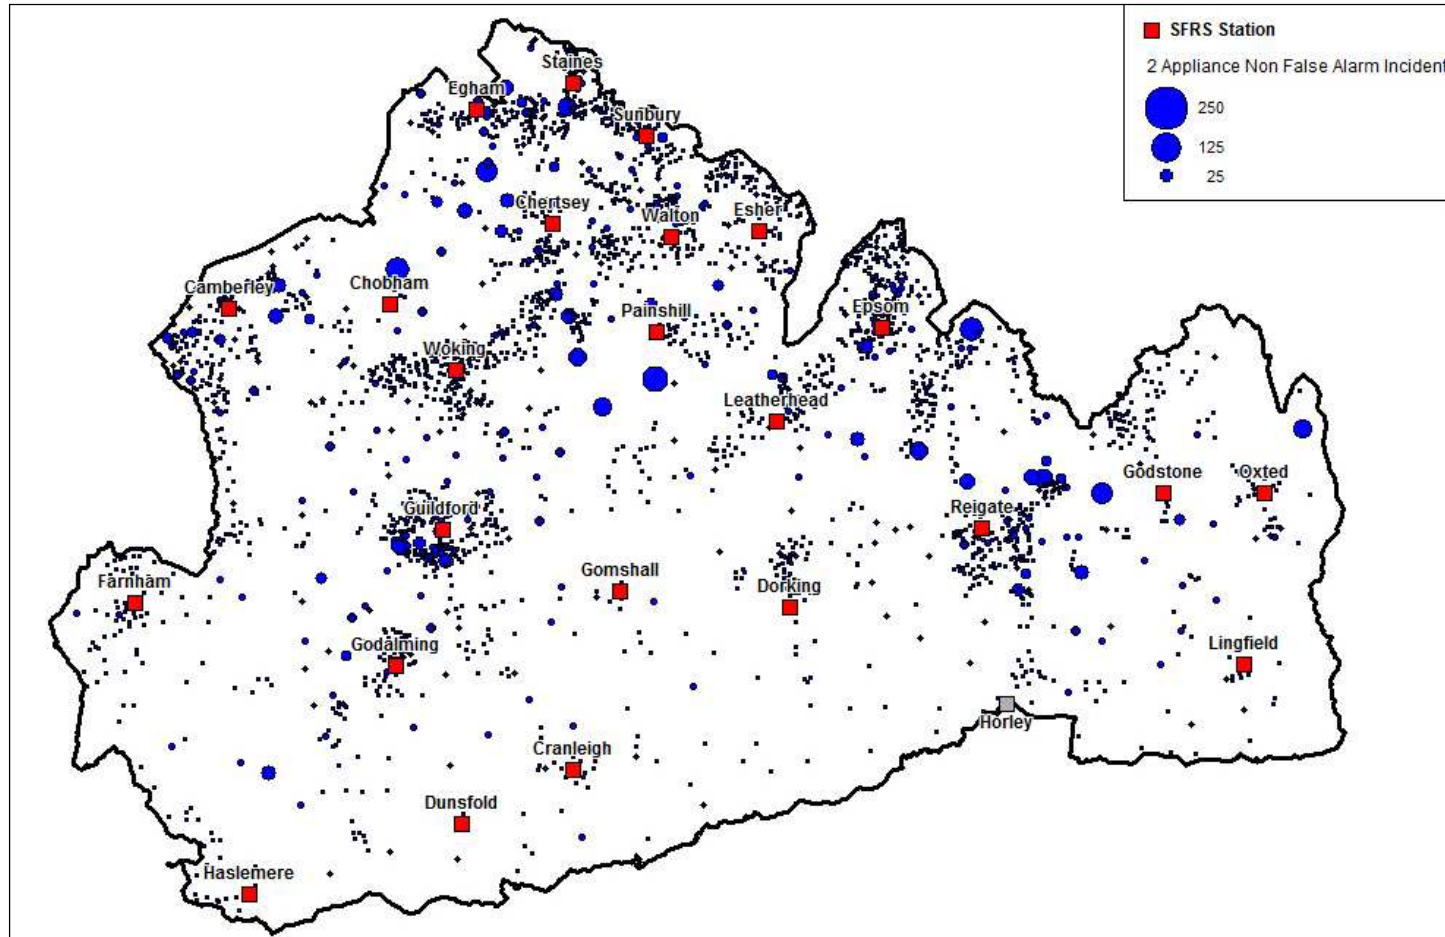 SFRS Station
2 Appliance Non False Alarm Incident
250
125
25
Staines
Egham
Sunbury
Chertsey
Walton
Esher
Camberley
Chobham
Painshill
Epsom
Woking
Leatherhead
Godstone
Oxted
Guildford
Reigate
Farnham
Gomshall
Dorking
Godalming
Lingfield
Horley
Cranleigh
Dunsfold
Haslemere